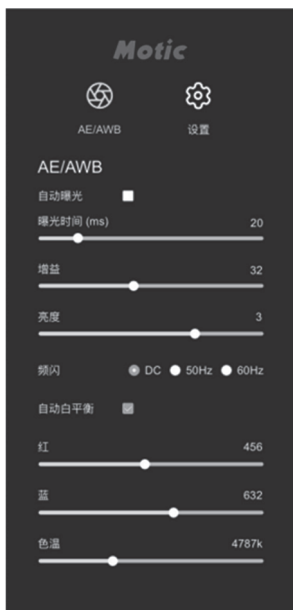 Motic
AE/AWB 设置
AE/AWB
自动曝光
曝光时间 (ms) 20
增益 32
亮度 3
频闪 DC 50Hz 60Hz
自动白平衡
红 456
蓝 632
色温 4787k